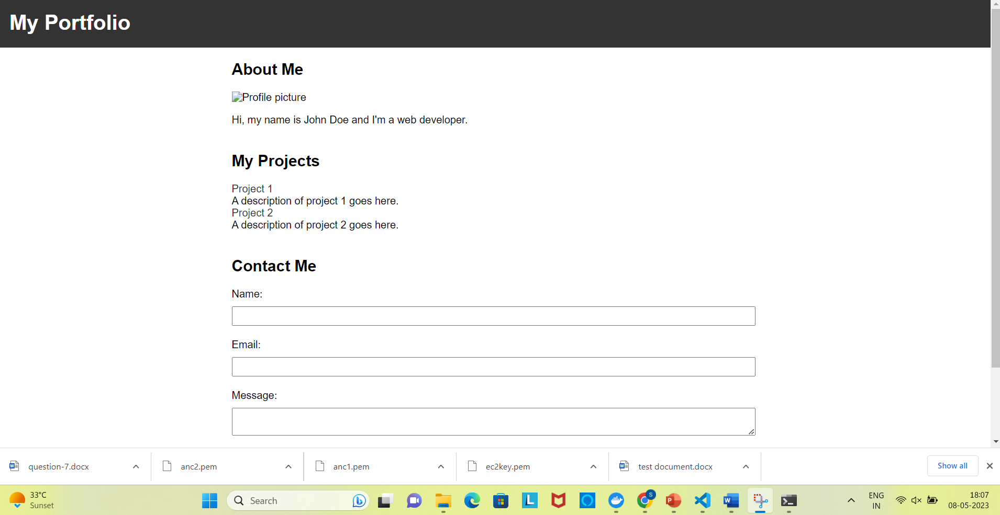 My Portfolio
About Me
Profile picture
Hi, my name is John Doe and I'm a web developer.
My Projects
Project 1
A description of project 1 goes here.
Project 2
A description of project 2 goes here.
Contact Me
Name:
Email:
Message:
question-7.docx
anc2.pem
anc1.pem
ec2key.pem
test document.docx
Show all
33°C
Sunset
Search
S
ENG
IN
18:07
08-05-2023